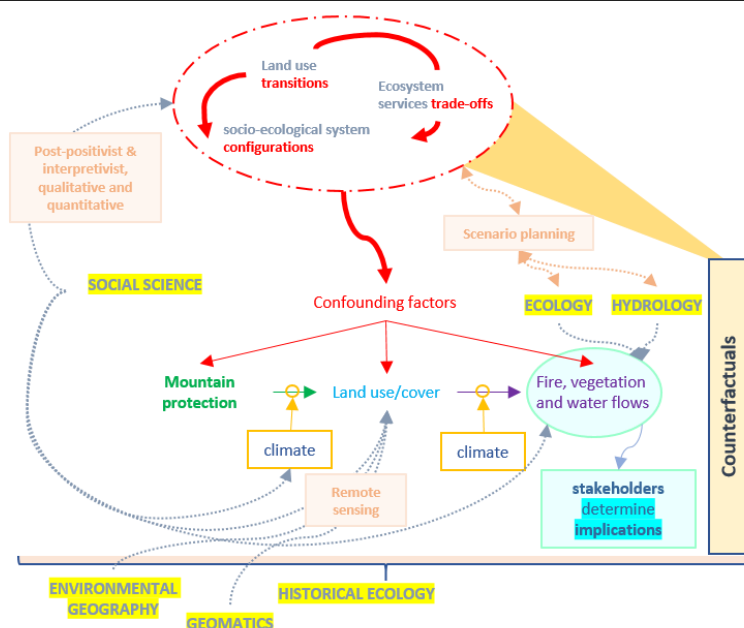 Land use
transitions
Ecosystem
services trade-offs
socio-ecological system
configurations
Post-positivist &
interpretivist,
qualitative and
quantitative
Scenario planning
SOCIAL SCIENCE
Confounding factors
ECOLOGY
HYDROLOGY
Mountain
protection
Land use/cover
Fire, vegetation
and water flows
climate
climate
Remote
sensing
stakeholders
determine
implications
Counterfactuals
ENVIRONMENTAL
GEOGRAPHY
GEOMATICS
HISTORICAL ECOLOGY